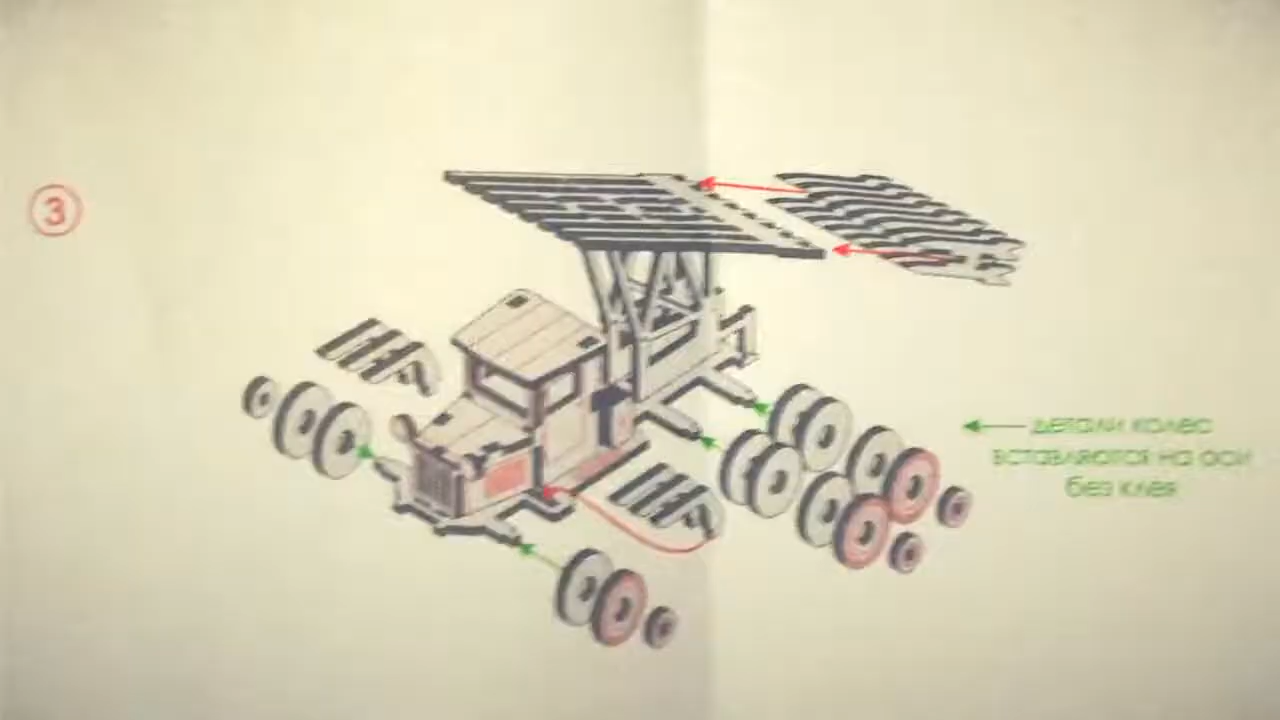 3
детали колес
вставляются на оси
без клея